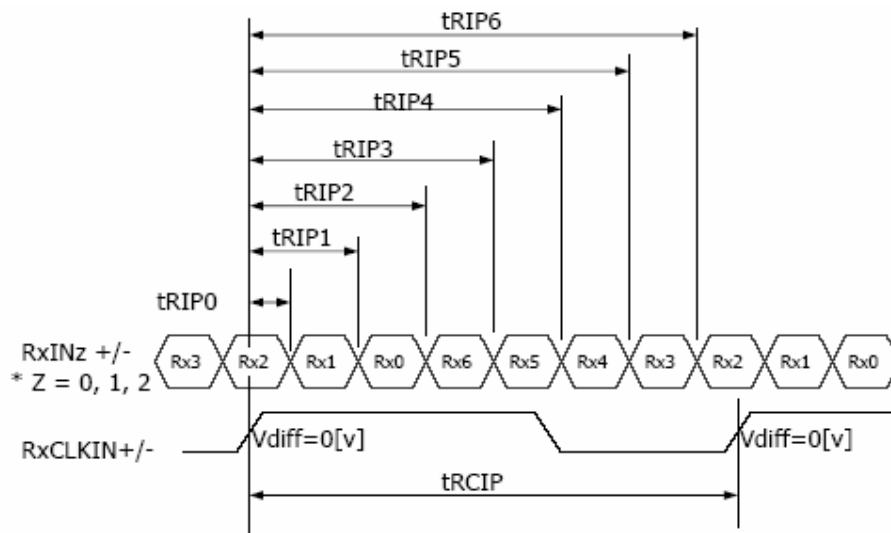 tRIP6
tRIP5
tRIP4
tRIP3
tRIP2
tRIP1
tRIP0
RxINz +/-
* Z = 0, 1, 2
Rx3 Rx2 Rx1 Rx0 Rx6 Rx5 Rx4 Rx3 Rx2 Rx1 Rx0
RxCLKIN+/-
Vdiff=0[v] Vdiff=0[v]
tRCIP